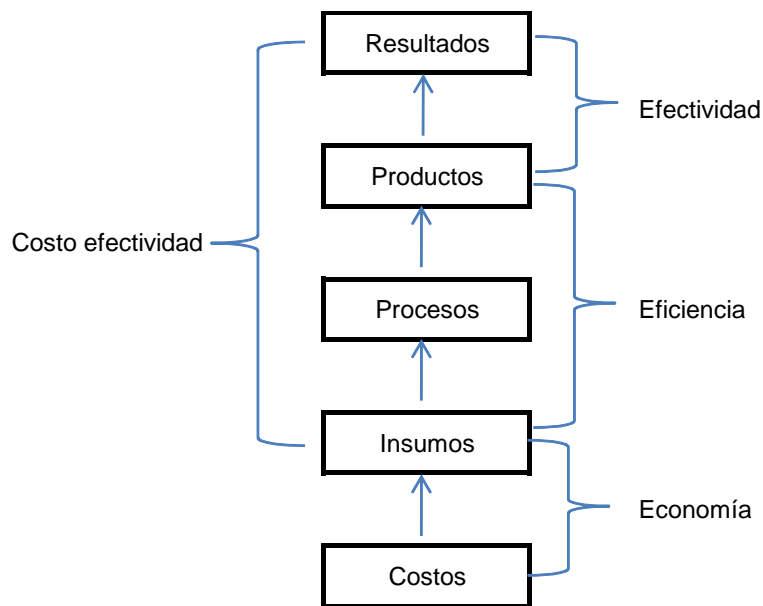 Resultados
Efectividad
Productos
Costo efectividad
Procesos
Eficiencia
Insumos
Economía
Costos